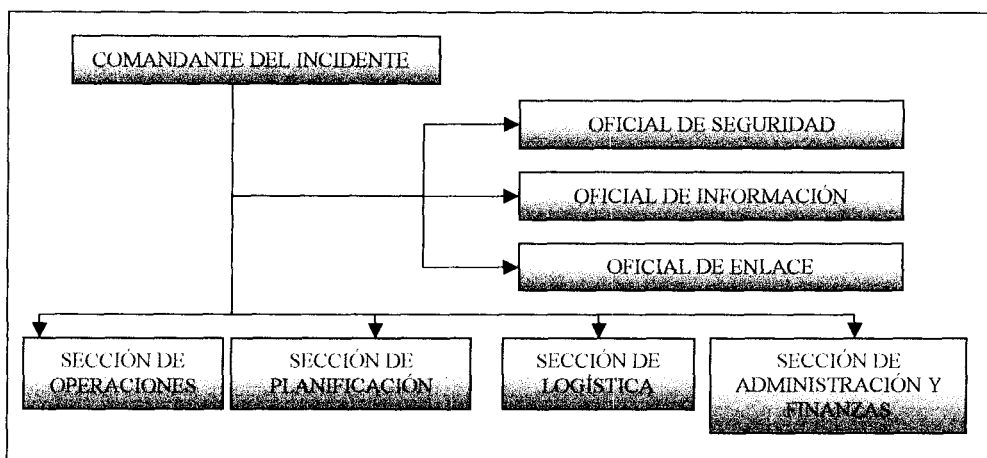 COMANDANTE DEL INCIDENTE
OFICIAL DE SEGURIDAD
OFICIAL DE INFORMACIÓN
OFICIAL DE ENLACE
SECCIÓN DE
OPERACIONES
SECCIÓN DE
PLANIFICACIÓN
SECCIÓN DE
LOGÍSTICA
SECCIÓN DE
ADMINISTRACIÓN Y
FINANZAS